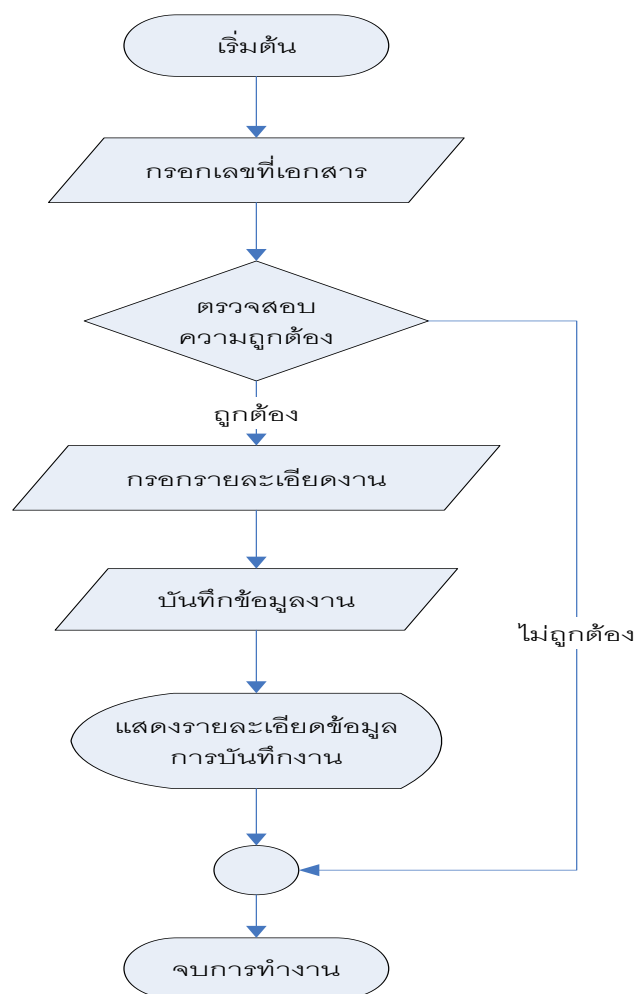 เริ่มต้น
กรอกเลขที่เอกสาร
ตรวจสอบ
ความถูกต้อง
ถูกต้อง
กรอกรายละเอียดงาน
บันทึกข้อมูลงาน
ไม่ถูกต้อง
แสดงรายละเอียดข้อมูล
การบันทึกงาน
จบการทำงาน